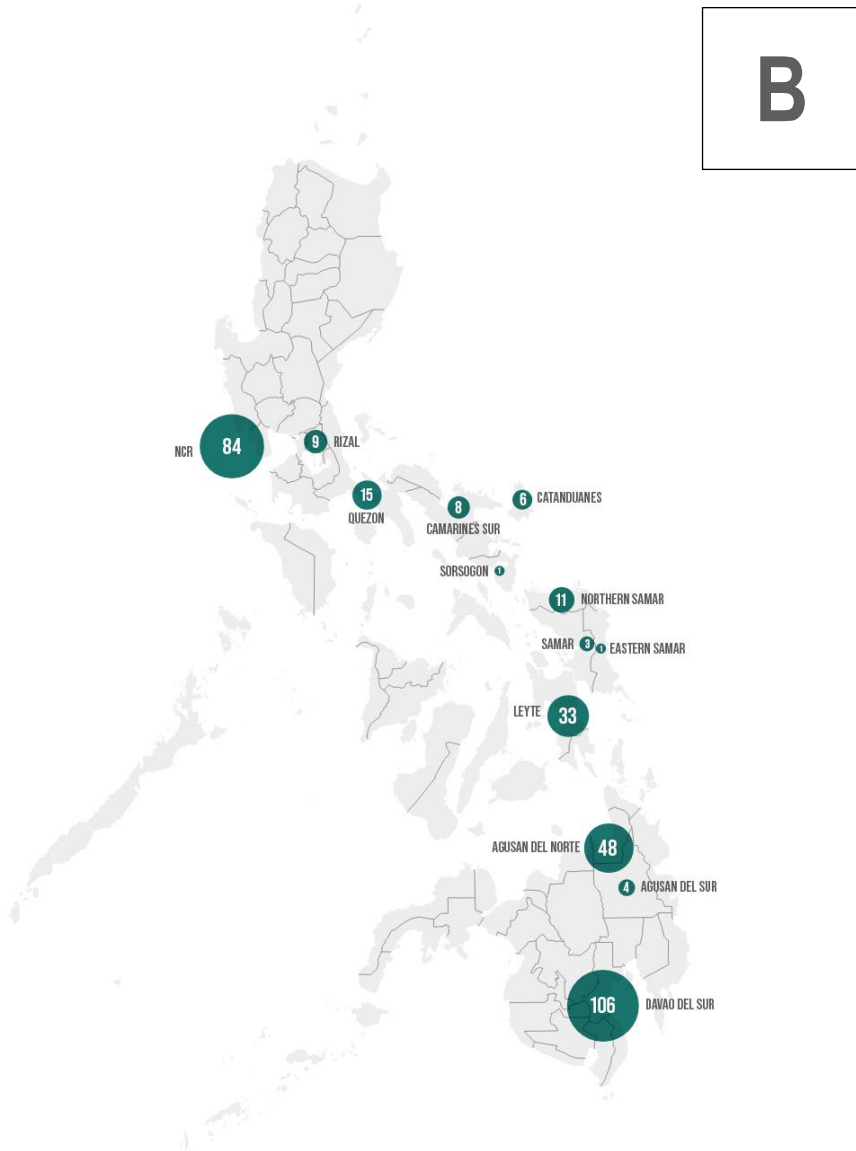 B
84
NCR
9 RIZAL
15
QUEZON
8
CAMARINES SUR
6 CATANDUANES
SORSOGON 1
11 NORTHERN SAMAR
SAMAR 3
1 EASTERN SAMAR
LEYTE 33
AGUSAN DEL NORTE 48
4 AGUSAN DEL SUR
106 DAVAO DEL SUR